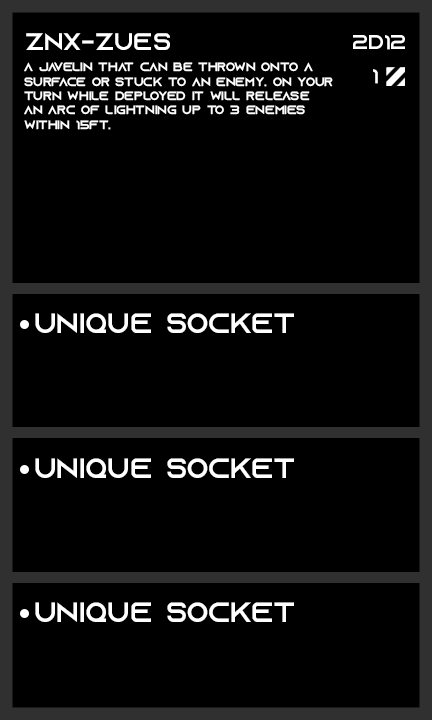 ZNX-ZUES
2D12
A JAVELIN THAT CAN BE THROWN ONTO A
SURFACE OR STUCK TO AN ENEMY. ON YOUR
TURN WHILE DEPLOYED IT WILL RELEASE
AN ARC OF LIGHTNING UP TO 3 ENEMIES
WITHIN 15FT.
1
•UNIQUE SOCKET
•UNIQUE SOCKET
•UNIQUE SOCKET